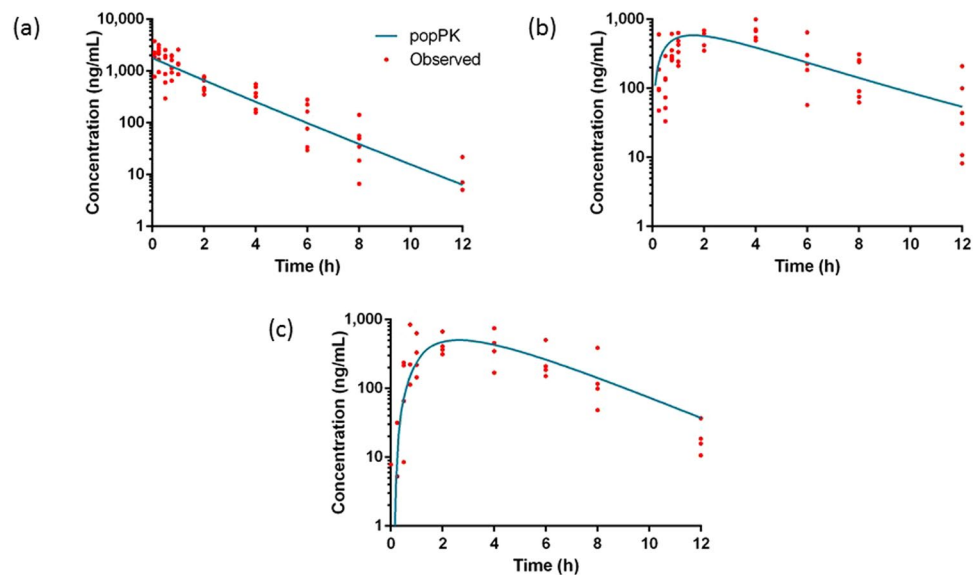 (a)
Concentration (ng/mL)
10,000
1,000
100
10
1
0 2 4 6 8 10 12
Time (h)
popPK
Observed
(b)
Concentration (ng/mL)
1,000
100
10
1
0 2 4 6 8 10 12
Time (h)
(c)
Concentration (ng/mL)
1,000
100
10
1
0 2 4 6 8 10 12
Time (h)